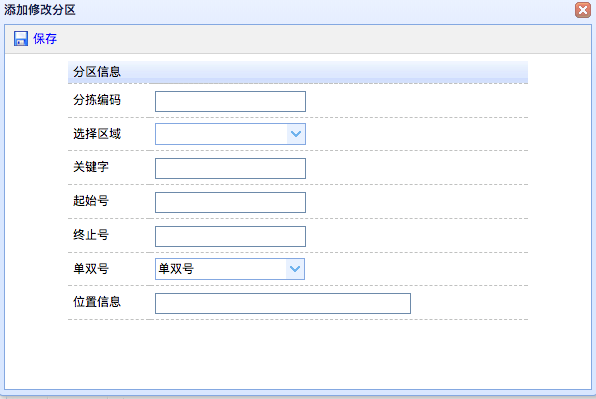 添加修改分区
保存
分区信息
分拣编码
选择区域
关键字
起始号
终止号
单双号 单双号
位置信息